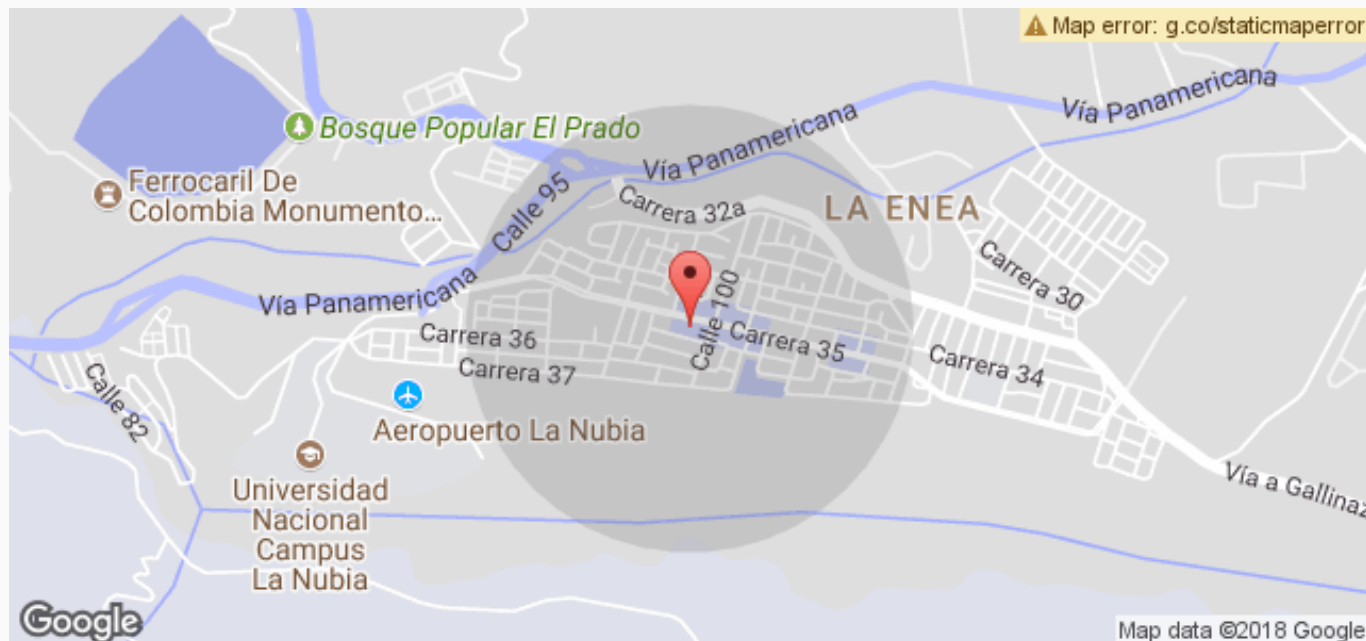 Map error: g.co/staticmaperror
Vía Panamericana
Bosque Popular El Prado
Vía Panamericana
Ferrocaril De
Colombia Monumento...
Calle 95
Carrera 32a
LA ENEA
Carrera 30
Vía Panamericana
Calle 100
Carrera 36
Carrera 35
Carrera 34
Carrera 37
Calle 82
Aeropuerto La Nubia
Universidad
Nacional
Campus
La Nubia
Vía a Gallinaz
Google
Map data ©2018 Google